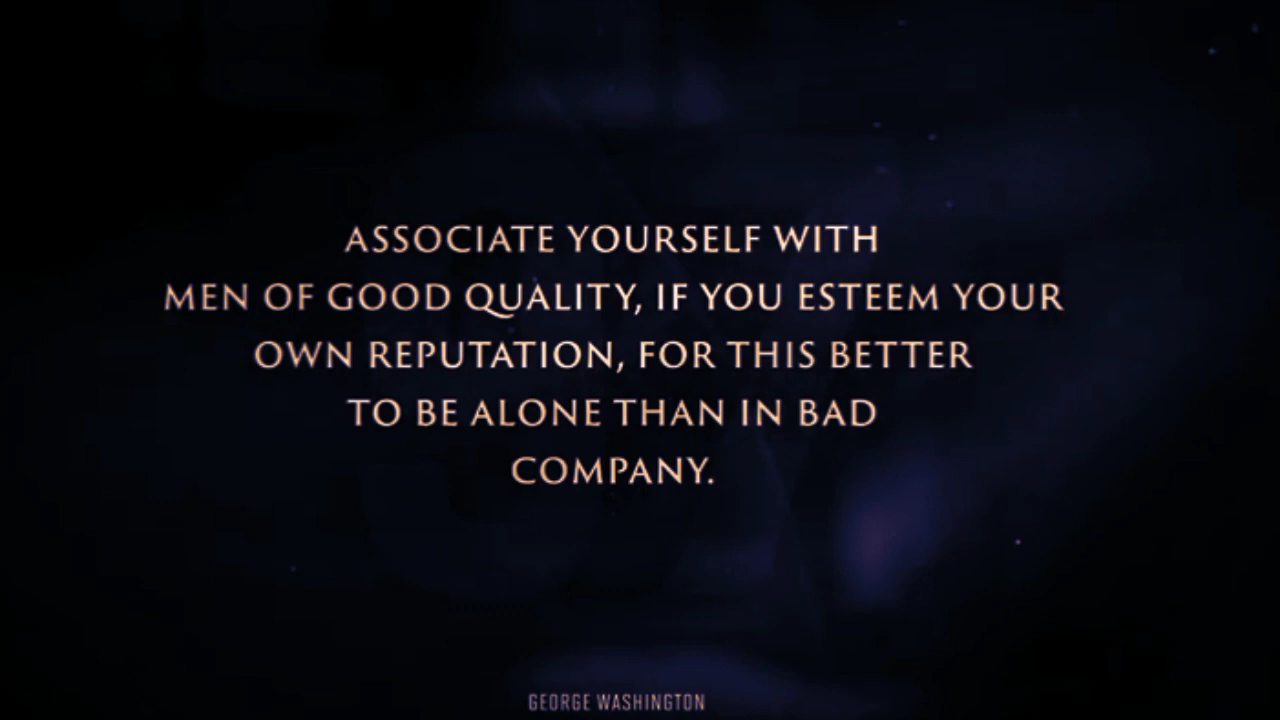 ASSOCIATE YOURSELF WITH
MEN OF GOOD QUALITY, IF YOU ESTEEM YOUR
OWN REPUTATION, FOR THIS BETTER
TO BE ALONE THAN IN BAD
COMPANY.
GEORGE WASHINGTON